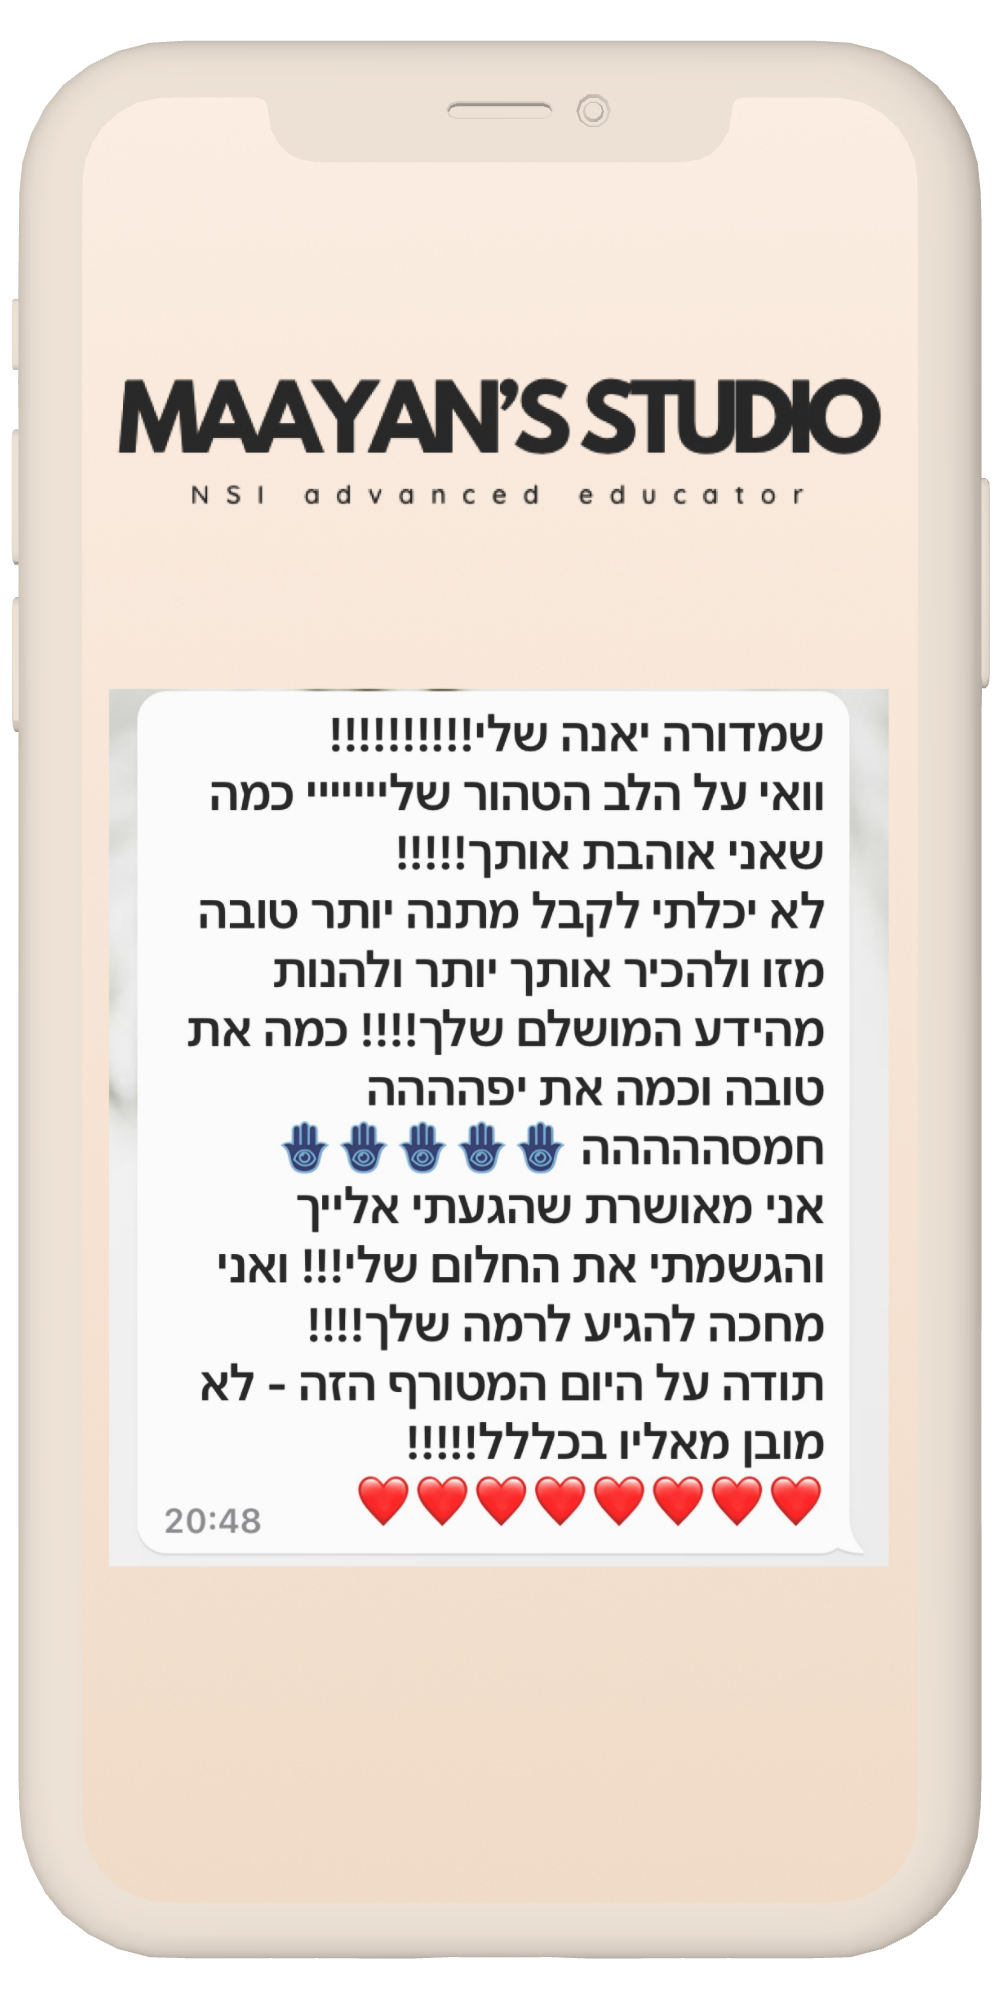 MAAYAN'S STUDIO
NSI advanced educator
שמדורה יאנה שלי!!!!!!!!!!
וואי על הלב הטהור שלייייייי כמה
שאני אוהבת אותך!!!!!
לא יכלתי לקבל מתנה יותר טובה
מזו ולהכיר אותך יותר ולהנות
מהידע המושלם שלך!!!! כמה את
טובה וכמה את יפהההה
חמסהההההה 🪬🪬🪬🪬🪬
אני מאושרת שהגעתי אלייך
והגשמתי את החלום שלי!!! ואני
מחכה להגיע לרמה שלך!!!!
תודה על היום המטורף הזה - לא
מובן מאליו בכללל!!!!!
❤️❤️❤️❤️❤️❤️❤️❤️
20:48